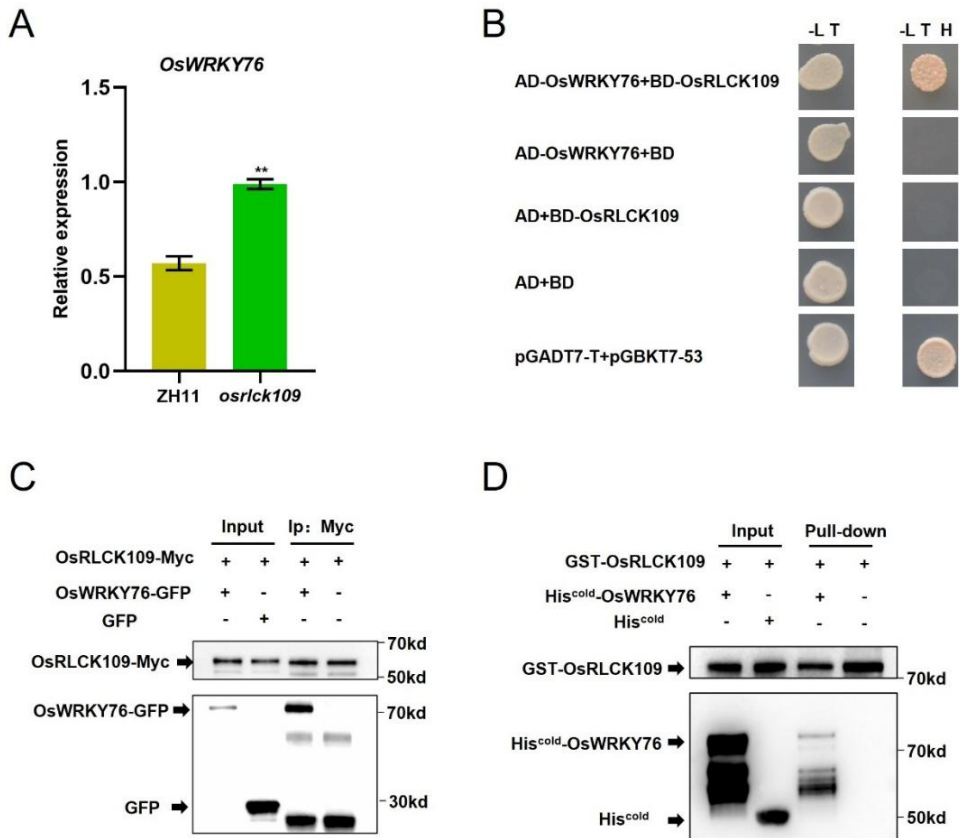 A
OsWRKY76
Relative expression
1.5
1.0
0.5
0.0
**
ZH11 osrlck109
B
-L T -L T H
AD-OsWRKY76+BD-OsRLCK109
AD-OsWRKY76+BD
AD+BD-OsRLCK109
AD+BD
pGADT7-T+pGBKT7-53
C
Input Ip: Myc
OsRLCK109-Myc + + + +
OsWRKY76-GFP + - + -
GFP - + - -
70kd
OsRLCK109-Myc
50kd
OsWRKY76-GFP 70kd
GFP 30kd
D
Input Pull-down
GST-OsRLCK109 + + + +
Hiscold-OsWRKY76 + - + -
Hiscold - + - -
GST-OsRLCK109
70kd
Hiscold-OsWRKY76 70kd
Hiscold 50kd